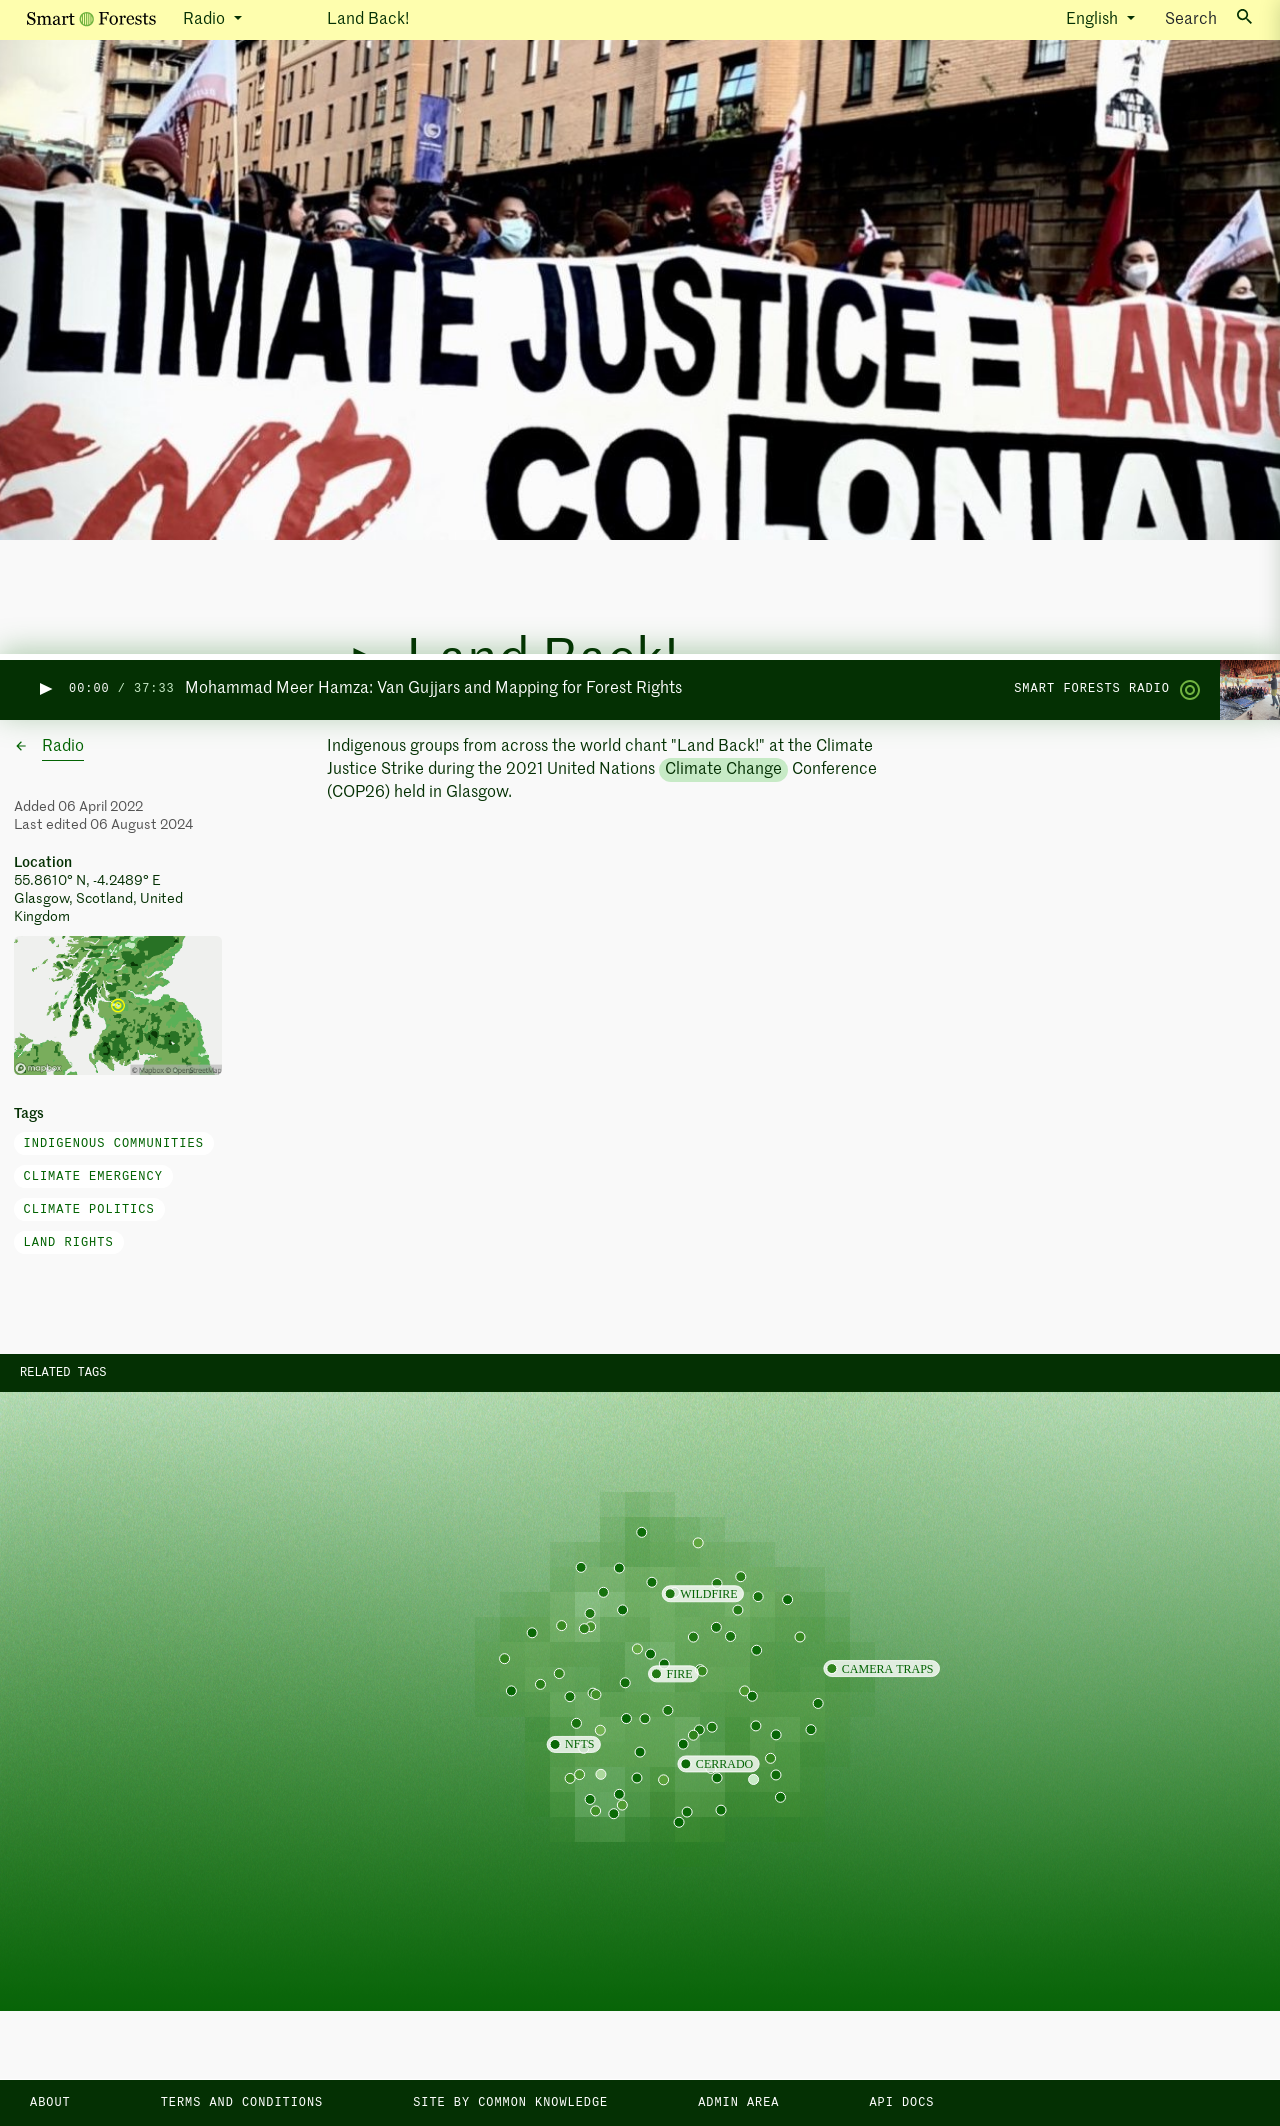 Smart Forests Radio Land Back! English Search
NO LIE
CLIMATE JUSTICE = LAND
END COLONIAL
Land Back!
00:00 / 37:33 Mohammad Meer Hamza: Van Gujjars and Mapping for Forest Rights SMART FORESTS RADIO
Radio
Indigenous groups from across the world chant "Land Back!" at the Climate
Justice Strike during the 2021 United Nations Climate Change Conference
(COP26) held in Glasgow.
Added 06 April 2022
Last edited 06 August 2024
Location
55.8610° N, -4.2489° E
Glasgow, Scotland, United
Kingdom
mapbox © Mapbox © OpenStreetMap
Tags
INDIGENOUS COMMUNITIES
CLIMATE EMERGENCY
CLIMATE POLITICS
LAND RIGHTS
RELATED TAGS
WILDFIRE
CAMERA TRAPS
FIRE
NFTS
CERRADO
ABOUT TERMS AND CONDITIONS SITE BY COMMON KNOWLEDGE ADMIN AREA API DOCS